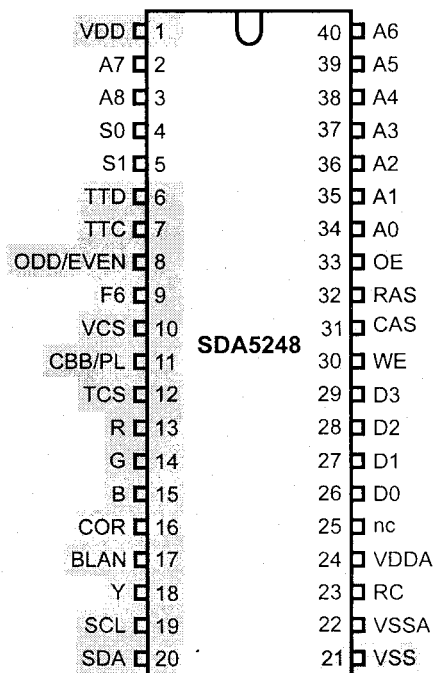 VDD 1 40 A6
A7 2 39 A5
A8 3 38 A4
S0 4 37 A3
S1 5 36 A2
TTD 6 35 A1
TTC 7 34 A0
ODD/EVEN 8 33 OE
F6 9 32 RAS
VCS 10 31 CAS
SDA5248
CBB/PL 11 30 WE
TCS 12 29 D3
R 13 28 D2
G 14 27 D1
B 15 26 D0
COR 16 25 nc
BLAN 17 24 VDDA
Y 18 23 RC
SCL 19 22 VSSA
SDA 20 21 VSS